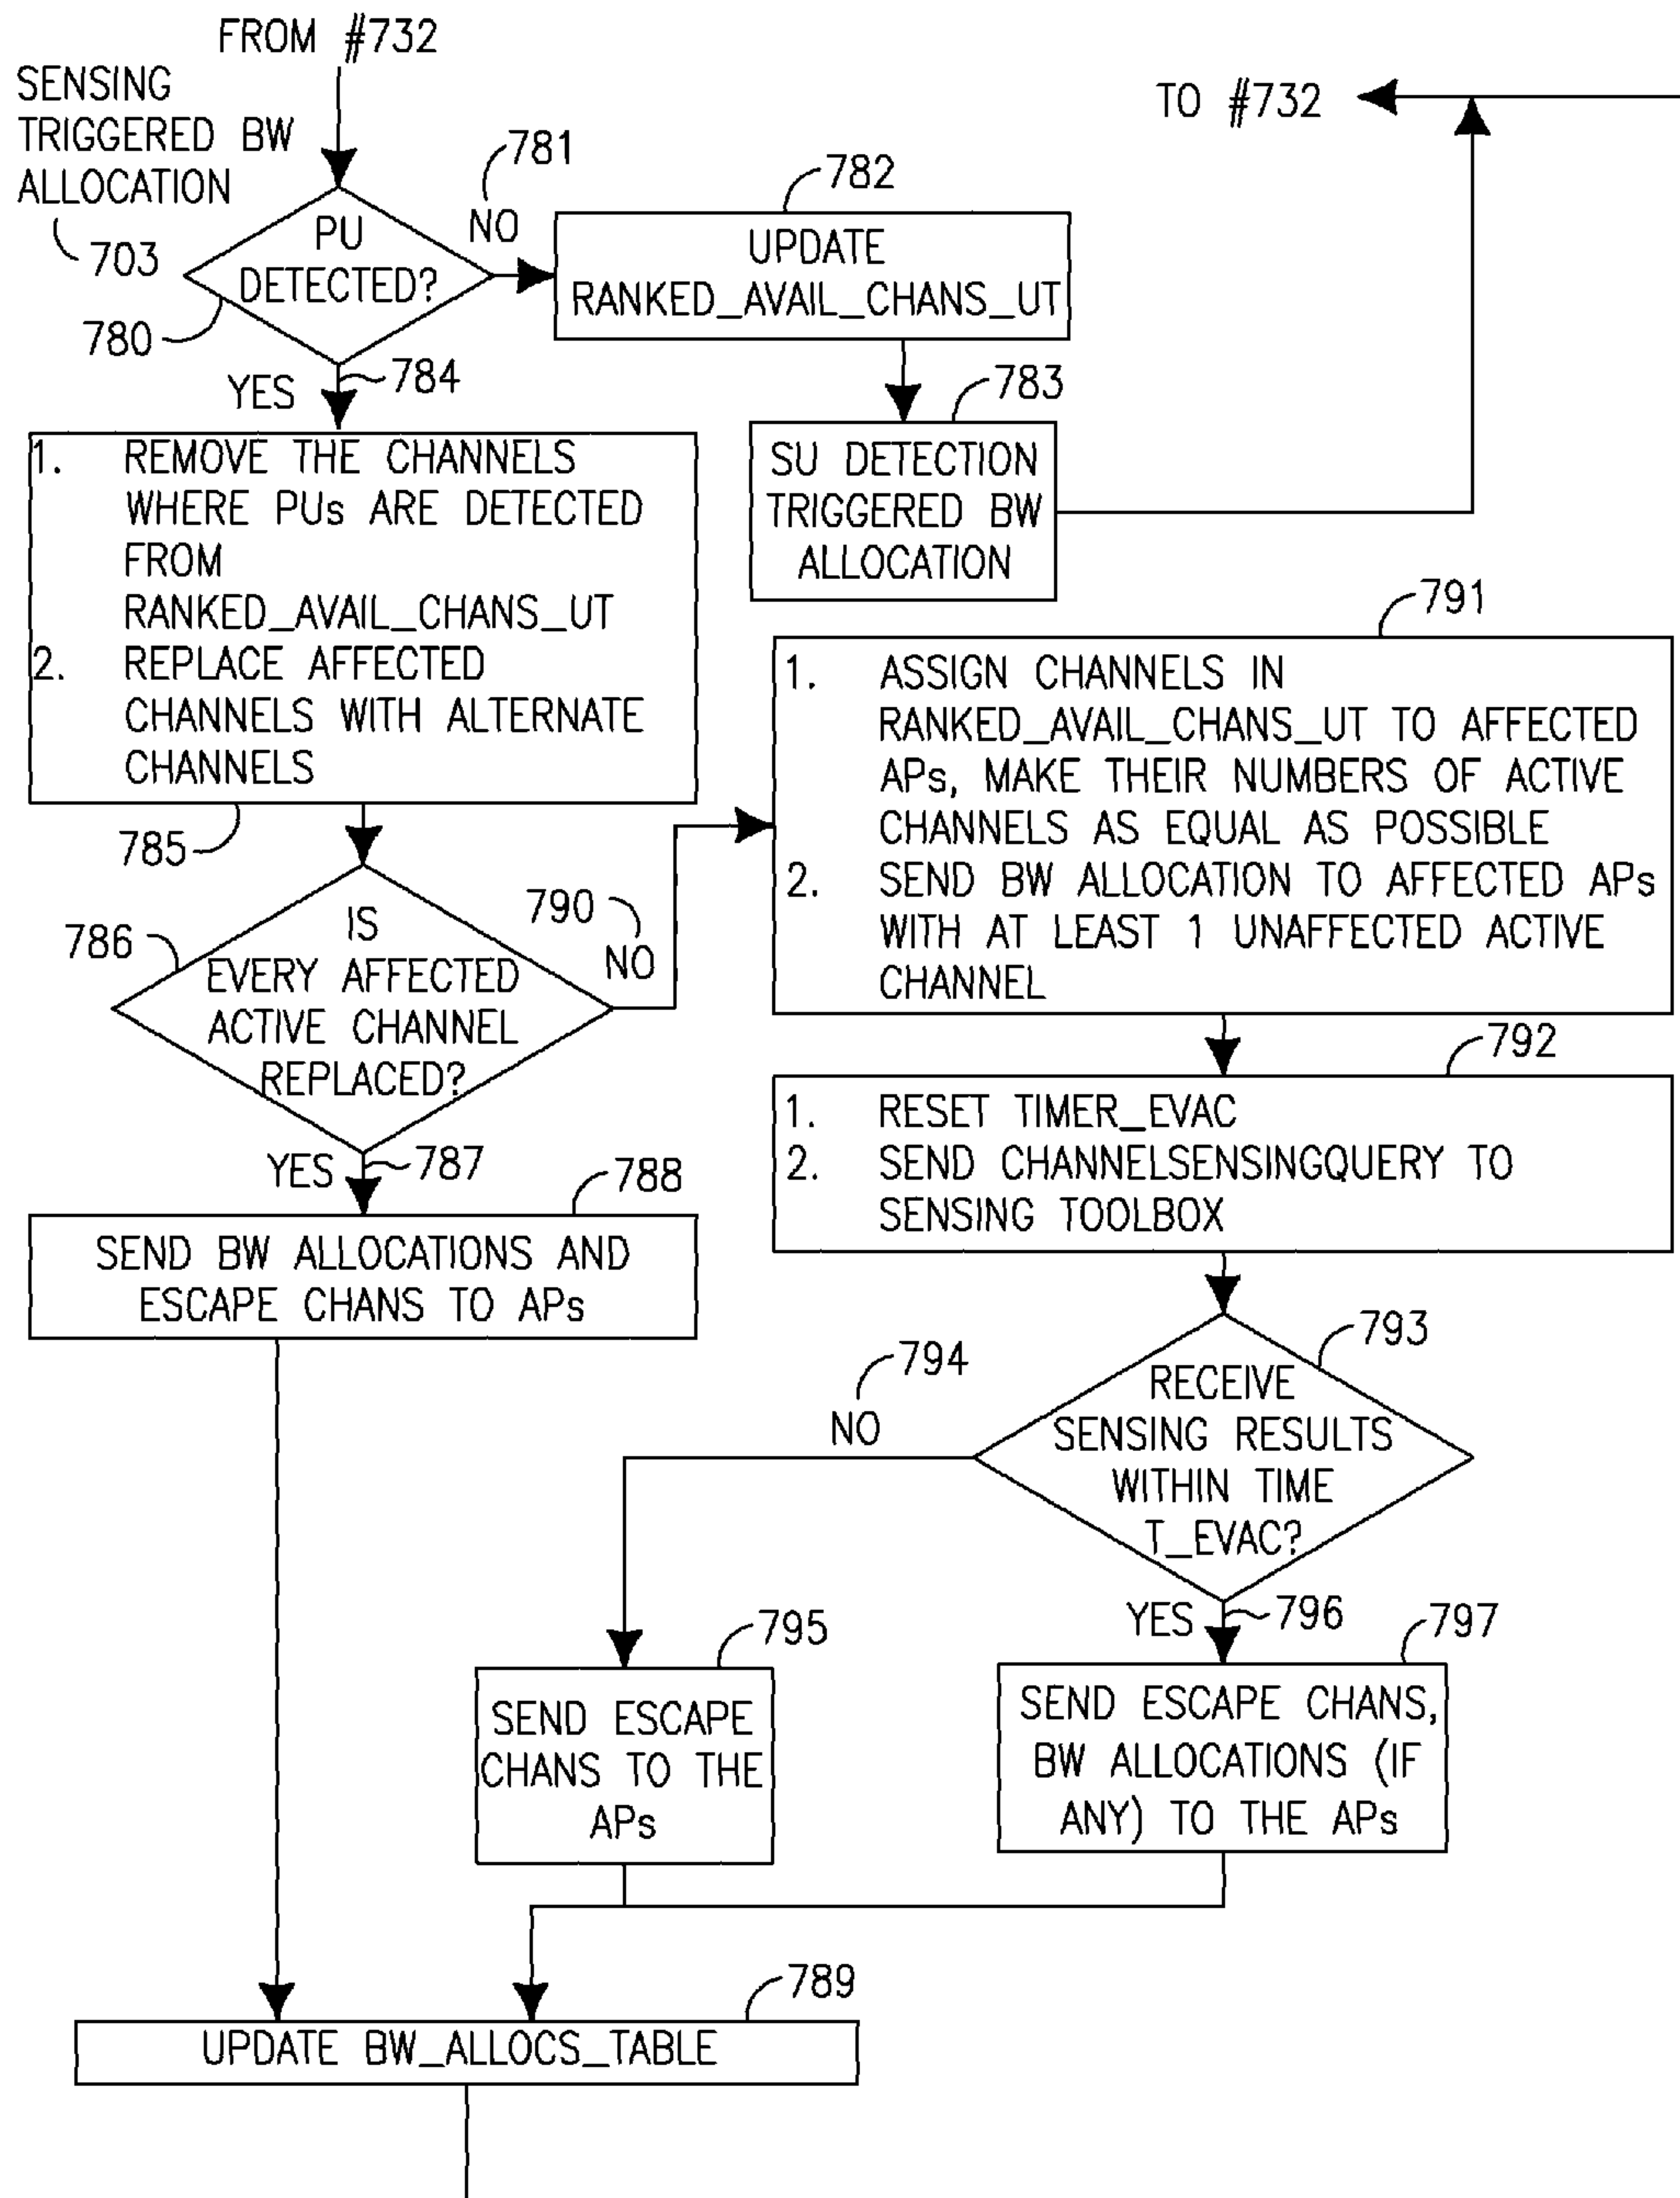 FROM #732
SENSING
TRIGGERED BW
ALLOCATION
703
TO #732
PU
DETECTED?
780
781
NO
782
UPDATE
RANKED_AVAIL_CHANS_UT
783
SU DETECTION
TRIGGERED BW
ALLOCATION
YES
784
1. REMOVE THE CHANNELS
WHERE PUs ARE DETECTED
FROM
RANKED_AVAIL_CHANS_UT
2. REPLACE AFFECTED
CHANNELS WITH ALTERNATE
CHANNELS
785
786
IS
EVERY AFFECTED
ACTIVE CHANNEL
REPLACED?
790
NO
791
1. ASSIGN CHANNELS IN
RANKED_AVAIL_CHANS_UT TO AFFECTED
APs, MAKE THEIR NUMBERS OF ACTIVE
CHANNELS AS EQUAL AS POSSIBLE
2. SEND BW ALLOCATION TO AFFECTED APs
WITH AT LEAST 1 UNAFFECTED ACTIVE
CHANNEL
792
1. RESET TIMER_EVAC
2. SEND CHANNELSENSINGQUERY TO
SENSING TOOLBOX
YES
787
788
SEND BW ALLOCATIONS AND
ESCAPE CHANS TO APs
793
RECEIVE
SENSING RESULTS
WITHIN TIME
T_EVAC?
794
NO
795
SEND ESCAPE
CHANS TO THE
APs
YES
796
797
SEND ESCAPE CHANS,
BW ALLOCATIONS (IF
ANY) TO THE APs
789
UPDATE BW_ALLOCS_TABLE